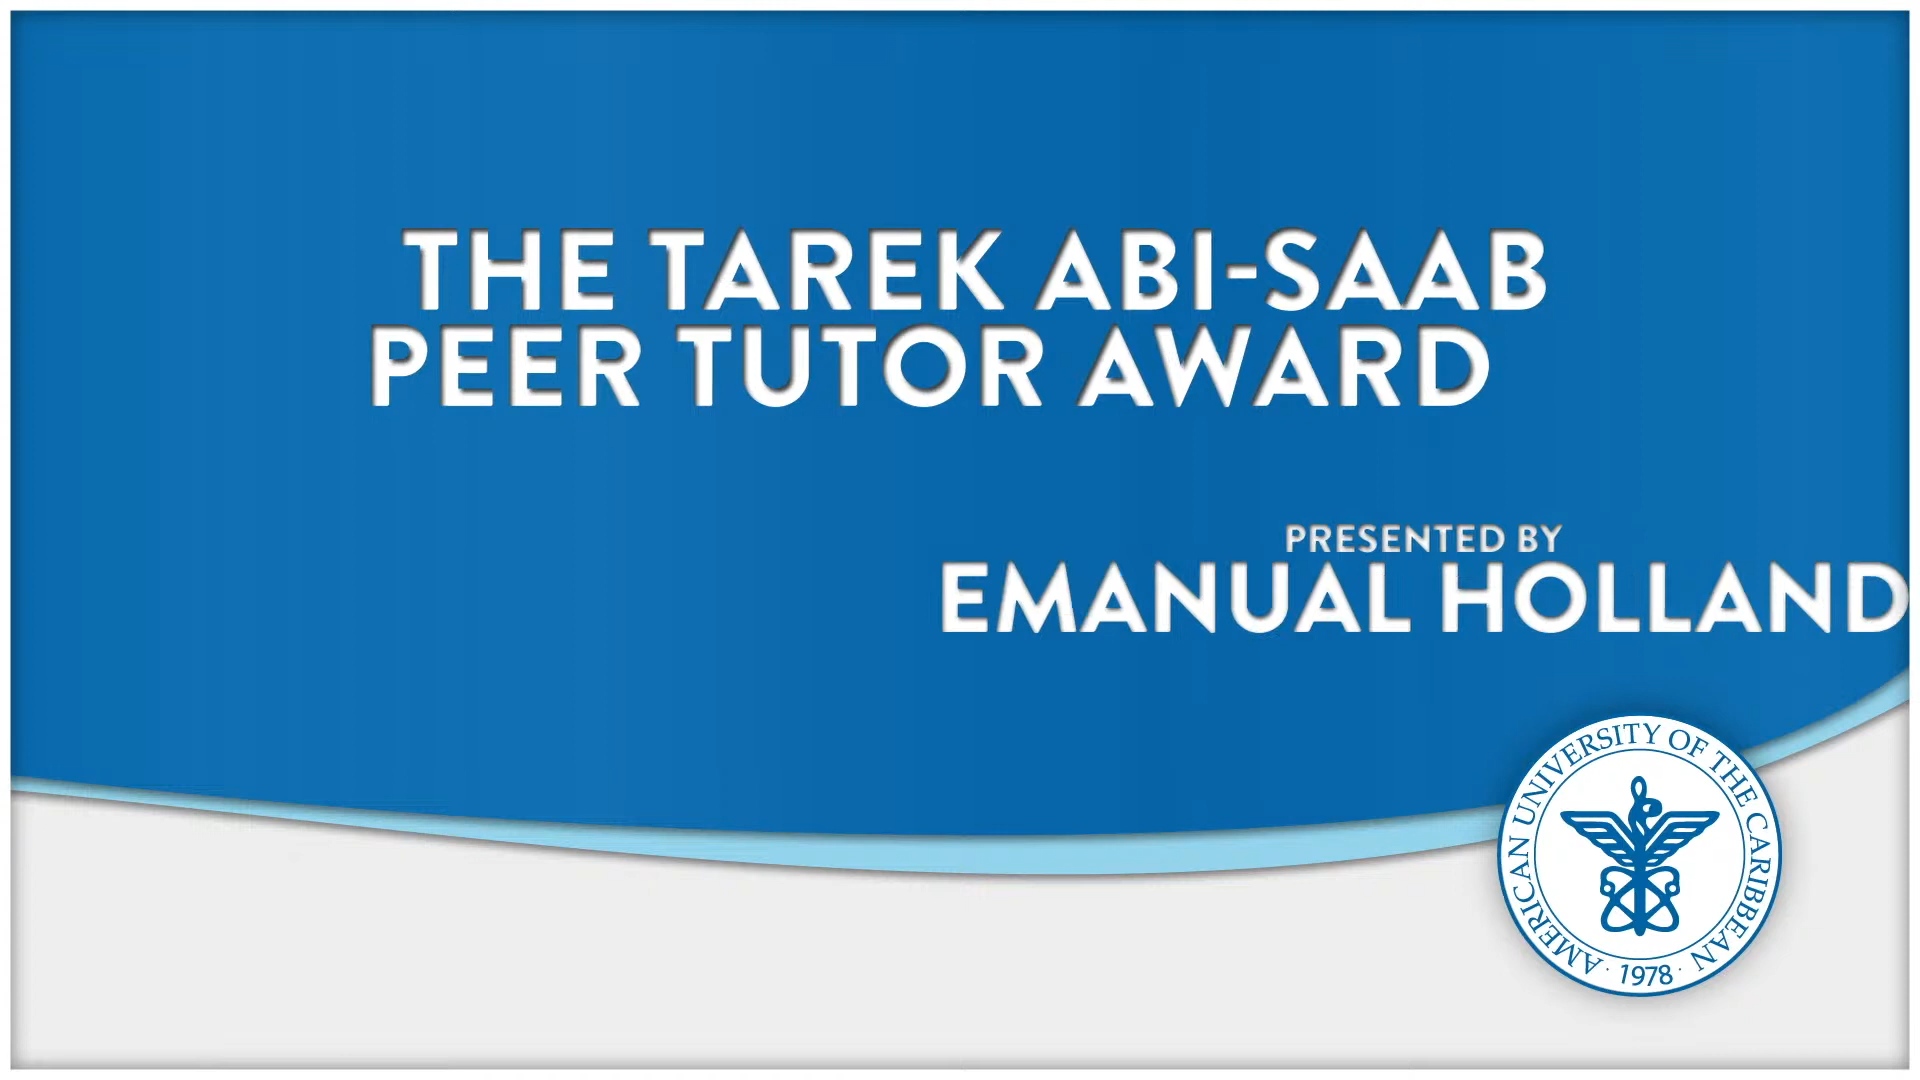 THE TAREK ABI-SAAB
PEER TUTOR AWARD
PRESENTED BY
EMANUAL HOLLAND
AMERICAN UNIVERSITY OF THE CARIBBEAN
· 1978 ·